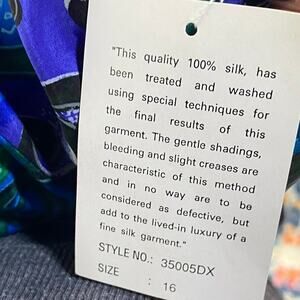 "This quality 100% silk, has
been treated and washed
using special techniques for
the final results of this
garment. The gentle shadings,
bleeding and slight creases are
characteristic of this method
and in no way are to be
considered as defective, but
add to the lived-in luxury of a
fine silk garment."
STYLE NO.: 35005DX
SIZE : 16